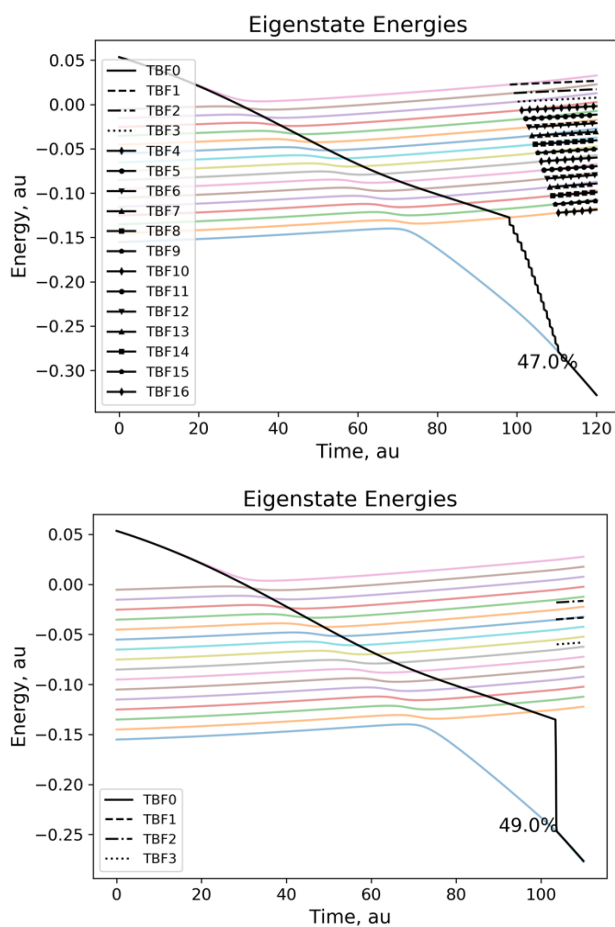 Eigenstate Energies
0.05
0.00
−0.05
−0.10
−0.15
−0.20
−0.25
−0.30
Energy, au
TBF0
TBF1
TBF2
TBF3
TBF4
TBF5
TBF6
TBF7
TBF8
TBF9
TBF10
TBF11
TBF12
TBF13
TBF14
TBF15
TBF16
47.0%
0 20 40 60 80 100 120
Time, au
Eigenstate Energies
0.05
0.00
−0.05
−0.10
−0.15
−0.20
−0.25
Energy, au
TBF0
TBF1
TBF2
TBF3
49.0%
0 20 40 60 80 100
Time, au